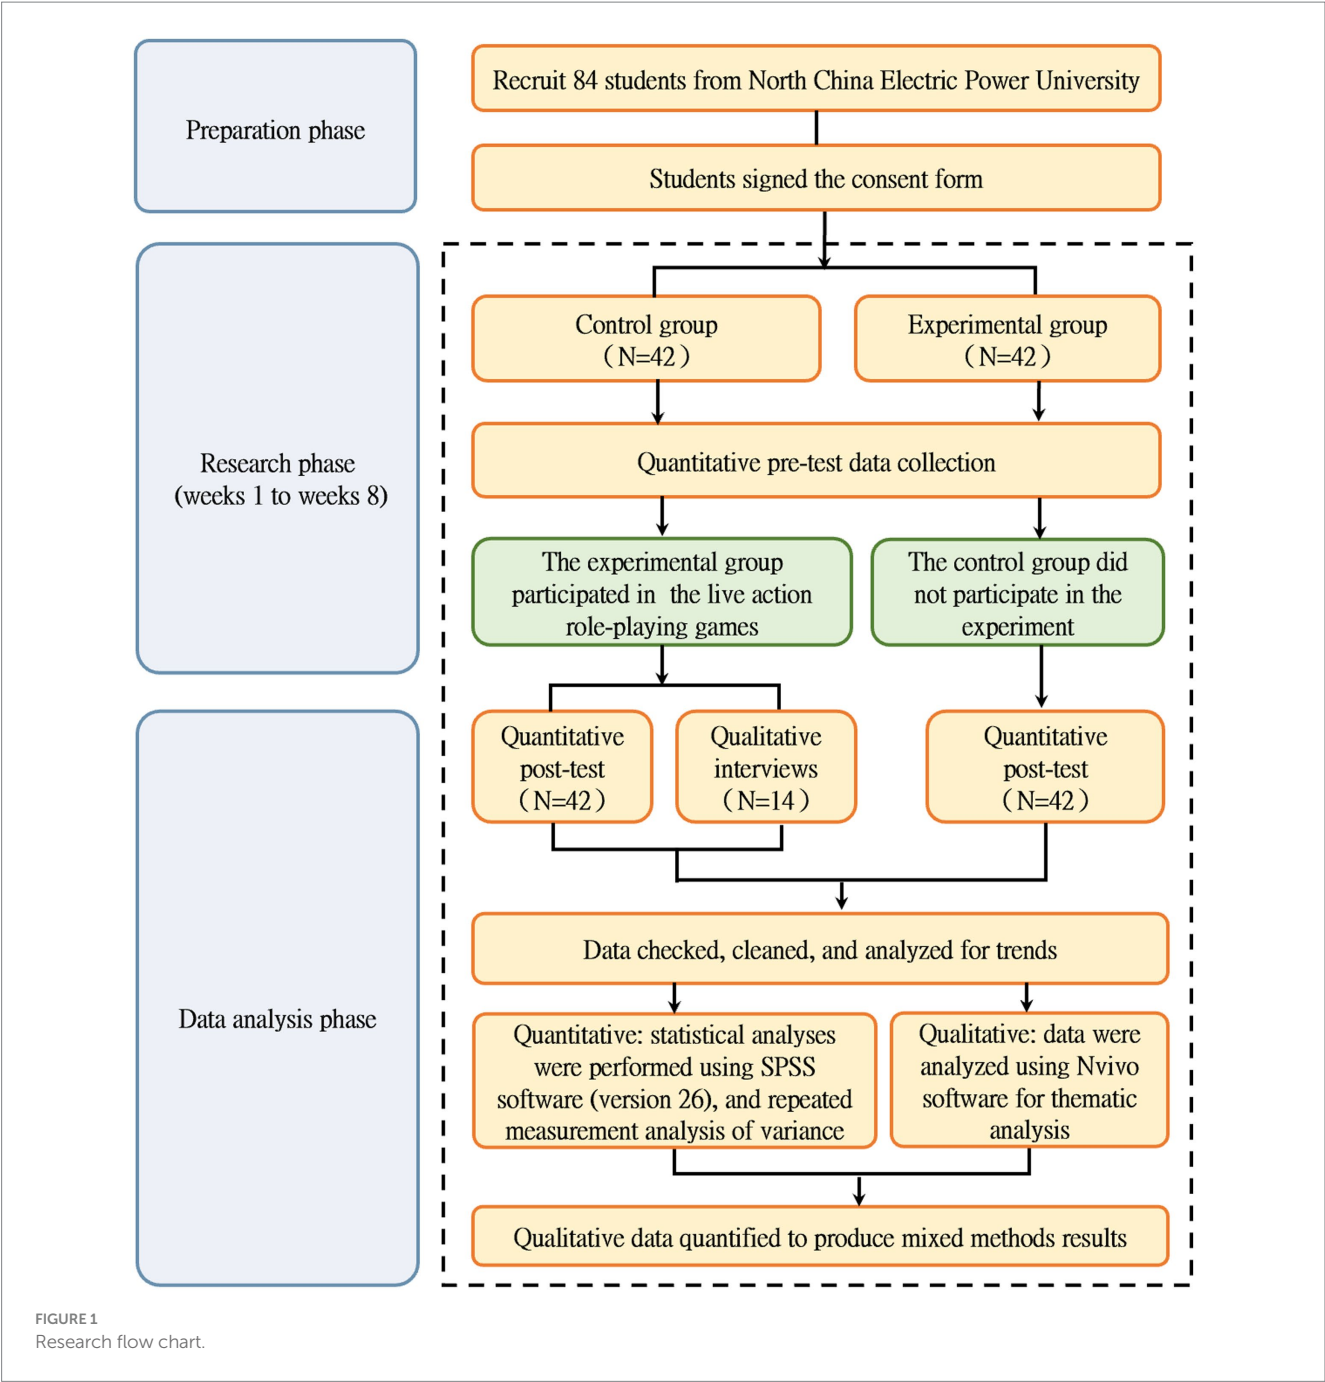 Preparation phase
Recruit 84 students from North China Electric Power University
Students signed the consent form
Research phase
(weeks 1 to weeks 8)
Control group
（N=42）
Experimental group
（N=42）
Quantitative pre-test data collection
The experimental group
participated in  the live action
role-playing games
The control group did
not participate in the
experiment
Data analysis phase
Quantitative
post-test
（N=42）
Qualitative
interviews
（N=14）
Quantitative
post-test
（N=42）
Data checked, cleaned, and analyzed for trends
Quantitative: statistical analyses
were performed using SPSS
software (version 26), and repeated
measurement analysis of variance
Qualitative: data were
analyzed using Nvivo
software for thematic
analysis
Qualitative data quantified to produce mixed methods results
FIGURE 1
Research flow chart.